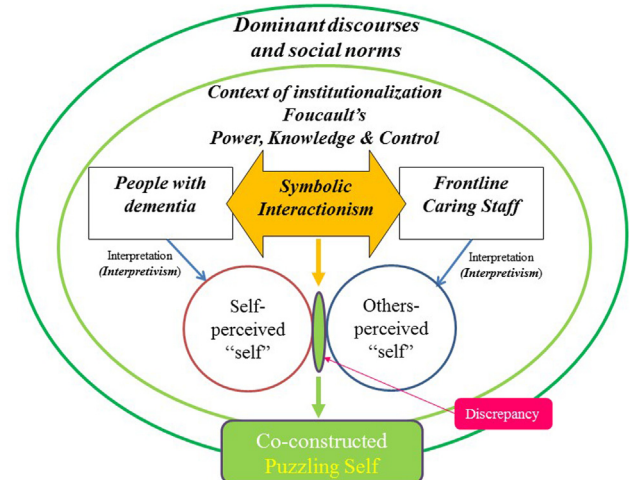 Dominant discourses
and social norms
Context of institutionalization
Foucault's
Power, Knowledge & Control
People with
dementia
Symbolic
Interactionism
Frontline
Caring Staff
Interpretation
(Interpretivism)
Interpretation
(Interpretivism)
Self-
perceived
“self”
Others-
perceived
“self”
Discrepancy
Co-constructed
Puzzling Self